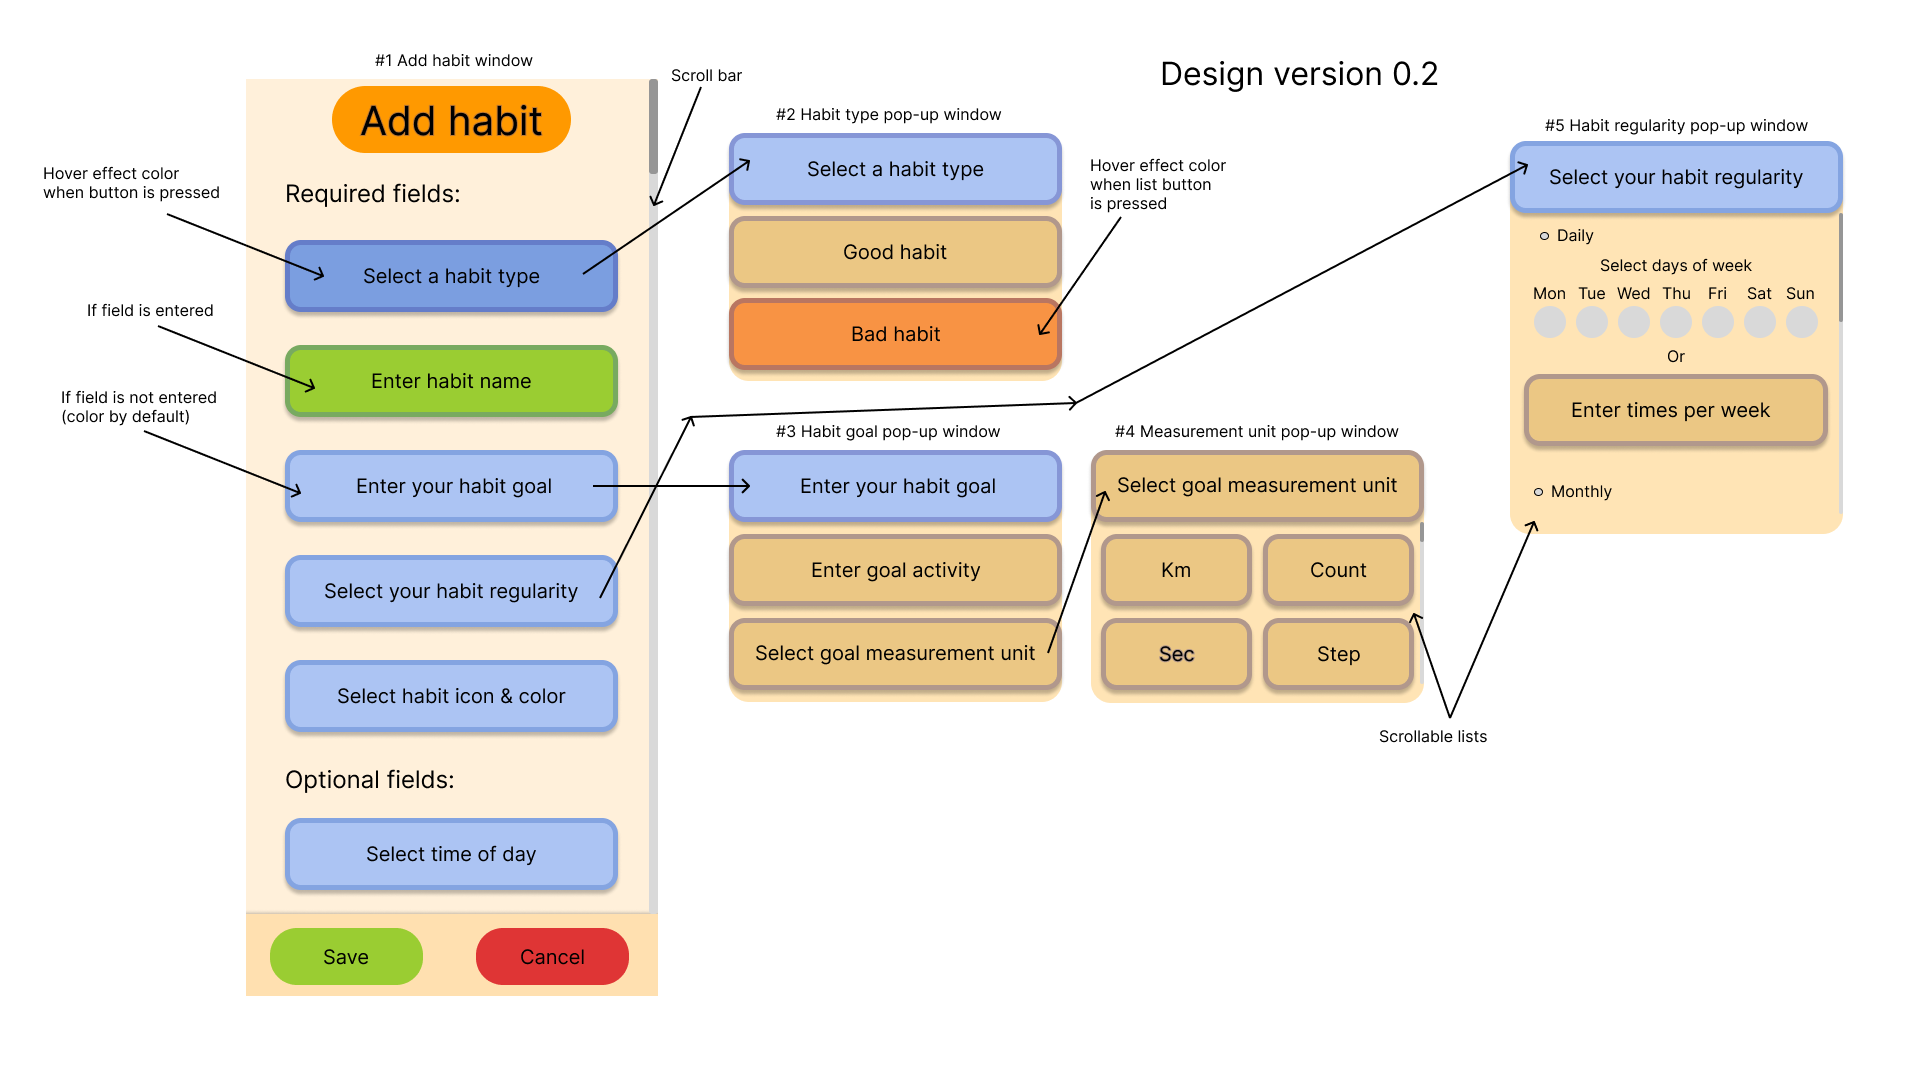 Design version 0.2
#1 Add habit window
Scroll bar
Add habit
Hover effect color
when button is pressed
Required fields:
Select a habit type
If field is entered
Enter habit name
If field is not entered
(color by default)
Enter your habit goal
Select your habit regularity
Select habit icon & color
Optional fields:
Select time of day
Save
Cancel
#2 Habit type pop-up window
Select a habit type
Good habit
Bad habit
Hover effect color
when list button
is pressed
#3 Habit goal pop-up window
Enter your habit goal
Enter goal activity
Select goal measurement unit
#4 Measurement unit pop-up window
Select goal measurement unit
Km
Count
Sec
Step
Scrollable lists
#5 Habit regularity pop-up window
Select your habit regularity
Daily
Select days of week
Mon Tue Wed Thu Fri Sat Sun
Or
Enter times per week
Monthly